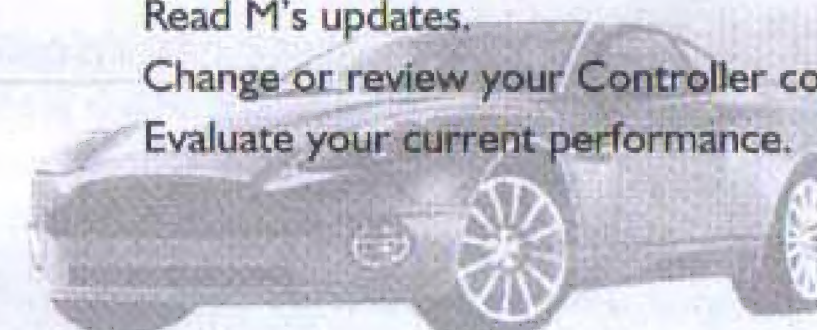 Read M's updates.
Change or review your Controller co
Evaluate your current performance.